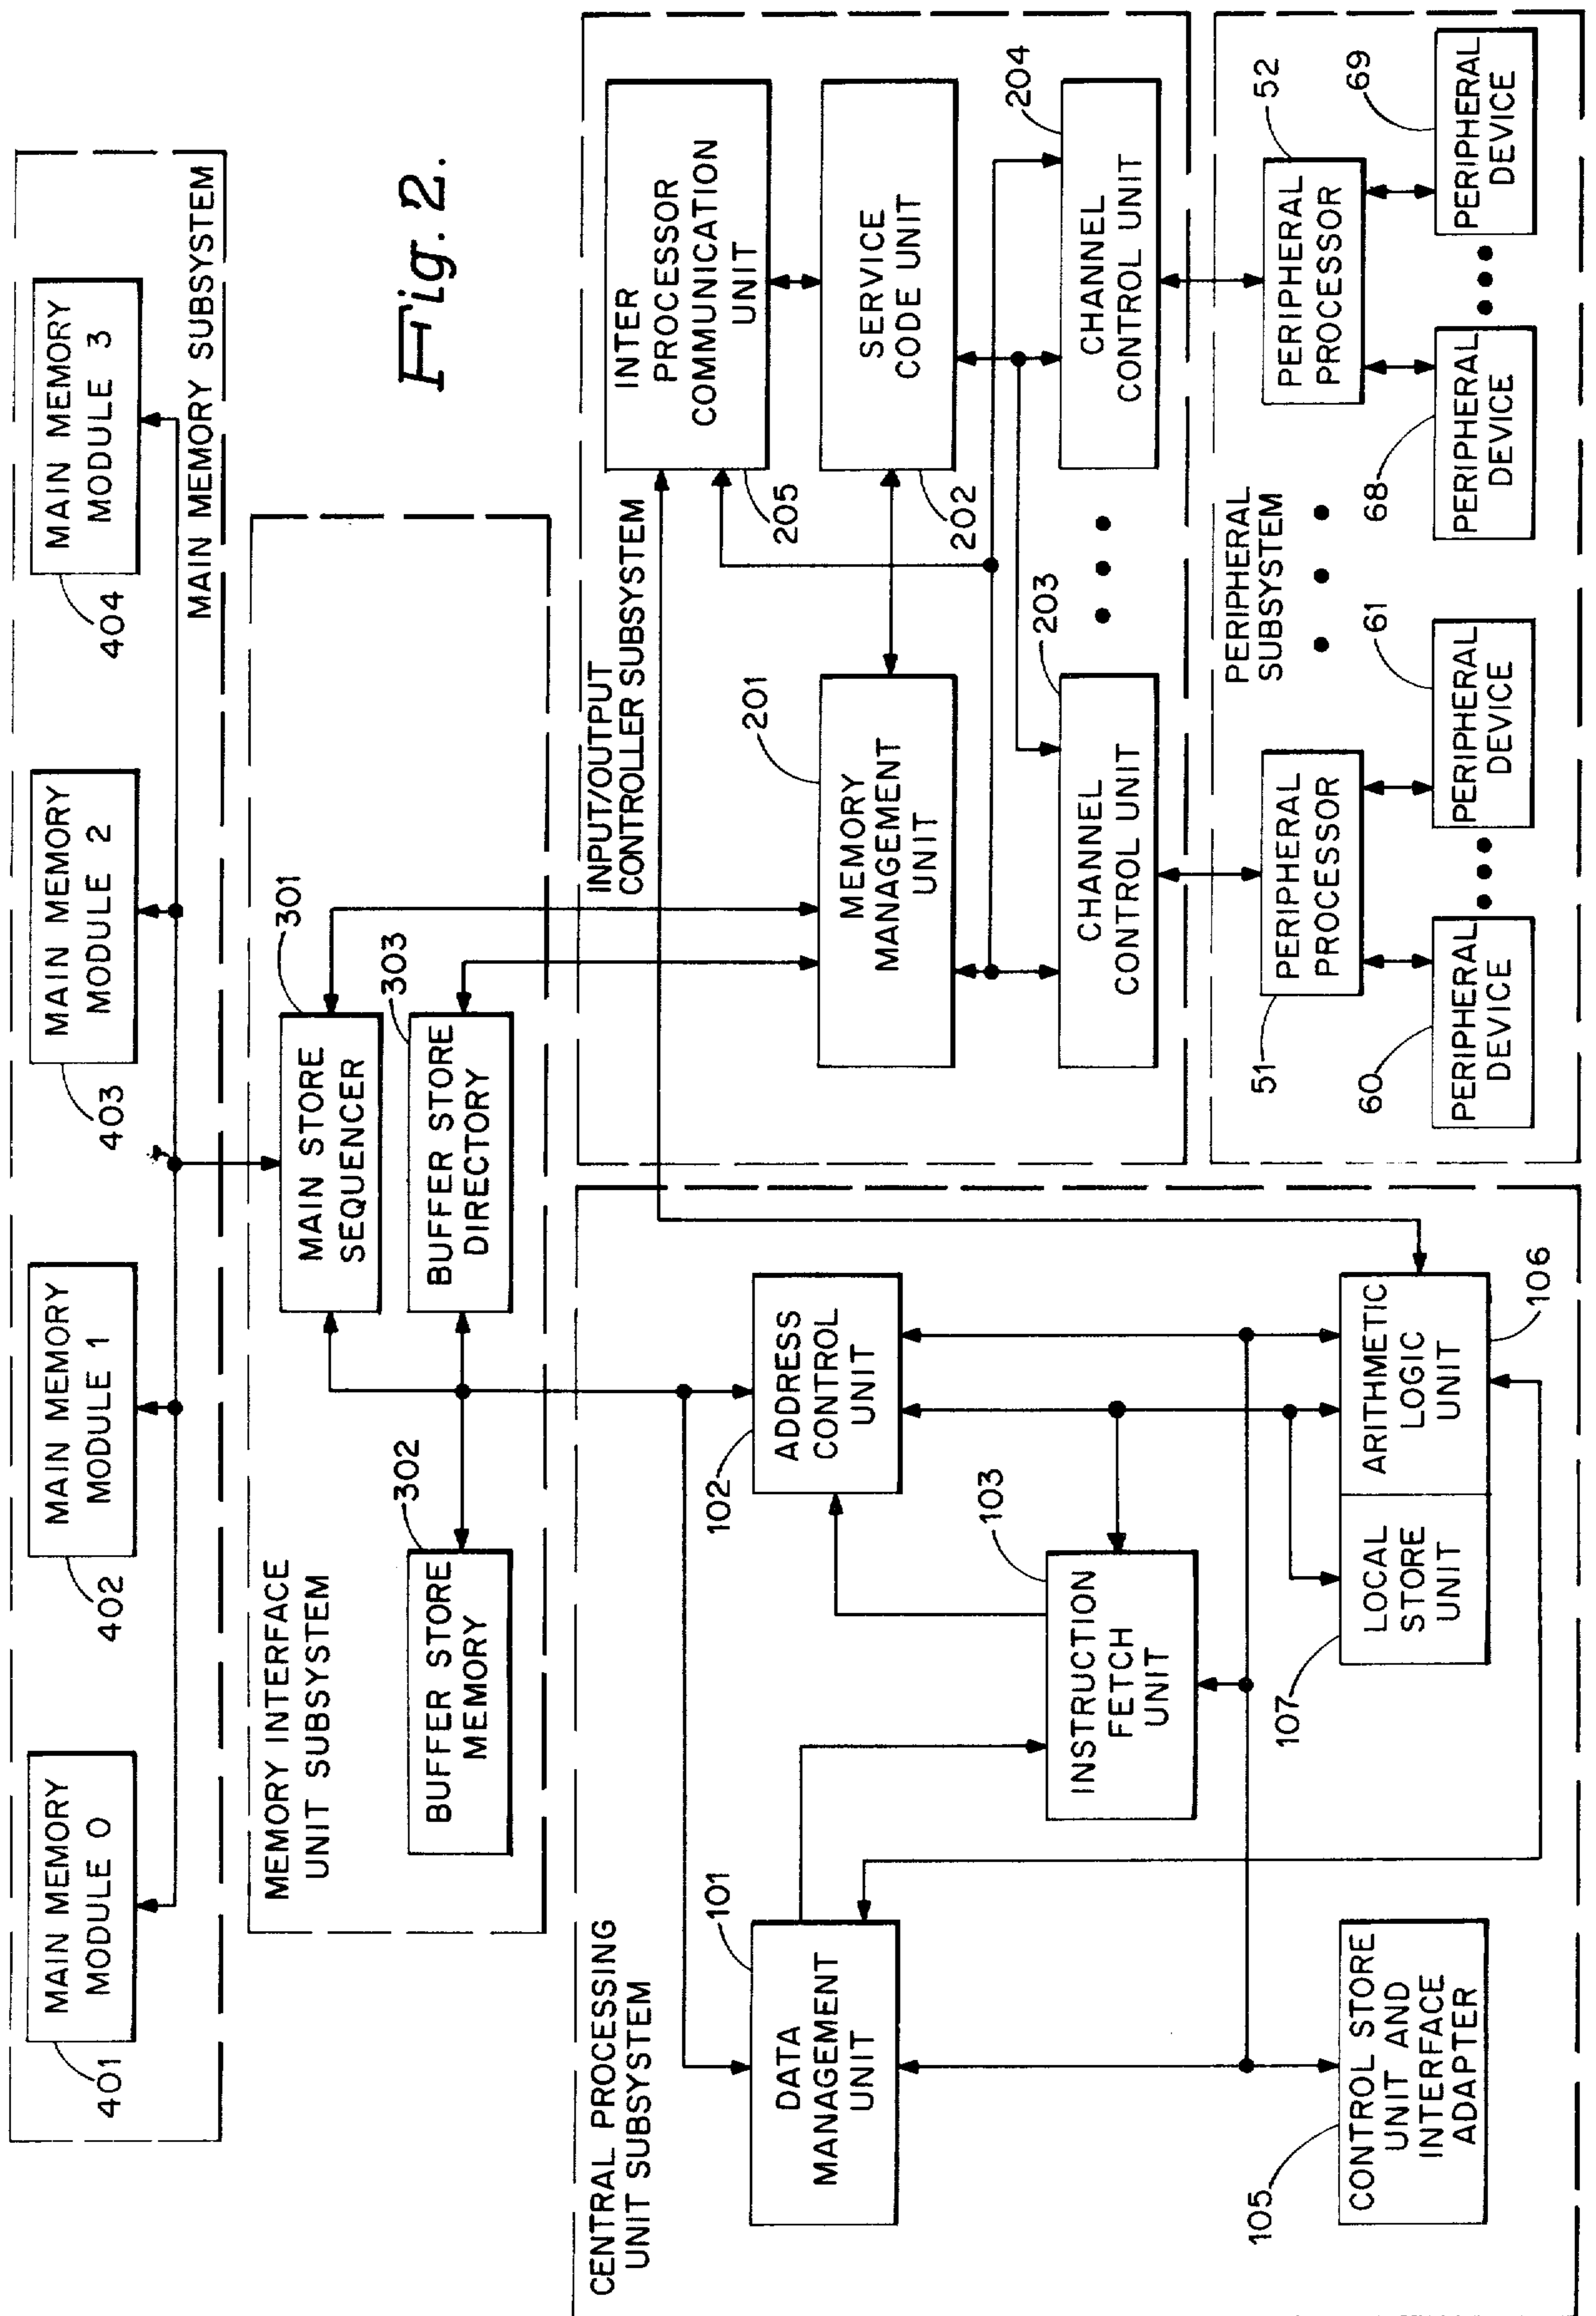 MAIN MEMORY
MODULE 0
401
MAIN MEMORY
MODULE 1
402
MAIN MEMORY
MODULE 2
403
MAIN MEMORY
MODULE 3
404
MAIN MEMORY SUBSYSTEM
MEMORY INTERFACE
UNIT SUBSYSTEM
MAIN STORE
SEQUENCER
301
BUFFER STORE
MEMORY
302
BUFFER STORE
DIRECTORY
303
Fig. 2.
CENTRAL PROCESSING
UNIT SUBSYSTEM
DATA
MANAGEMENT
UNIT
101
ADDRESS
CONTROL
UNIT
102
INSTRUCTION
FETCH
UNIT
103
CONTROL STORE
UNIT AND
INTERFACE
ADAPTER
105
LOCAL
STORE
UNIT
107
ARITHMETIC
LOGIC
UNIT
106
INPUT/OUTPUT
CONTROLLER SUBSYSTEM
INTER
PROCESSOR
COMMUNICATION
UNIT
205
MEMORY
MANAGEMENT
UNIT
201
SERVICE
CODE UNIT
202
CHANNEL
CONTROL UNIT
203
CHANNEL
CONTROL UNIT
204
PERIPHERAL
SUBSYSTEM
PERIPHERAL
PROCESSOR
51
PERIPHERAL
PROCESSOR
52
PERIPHERAL
DEVICE
60
PERIPHERAL
DEVICE
61
PERIPHERAL
DEVICE
68
PERIPHERAL
DEVICE
69